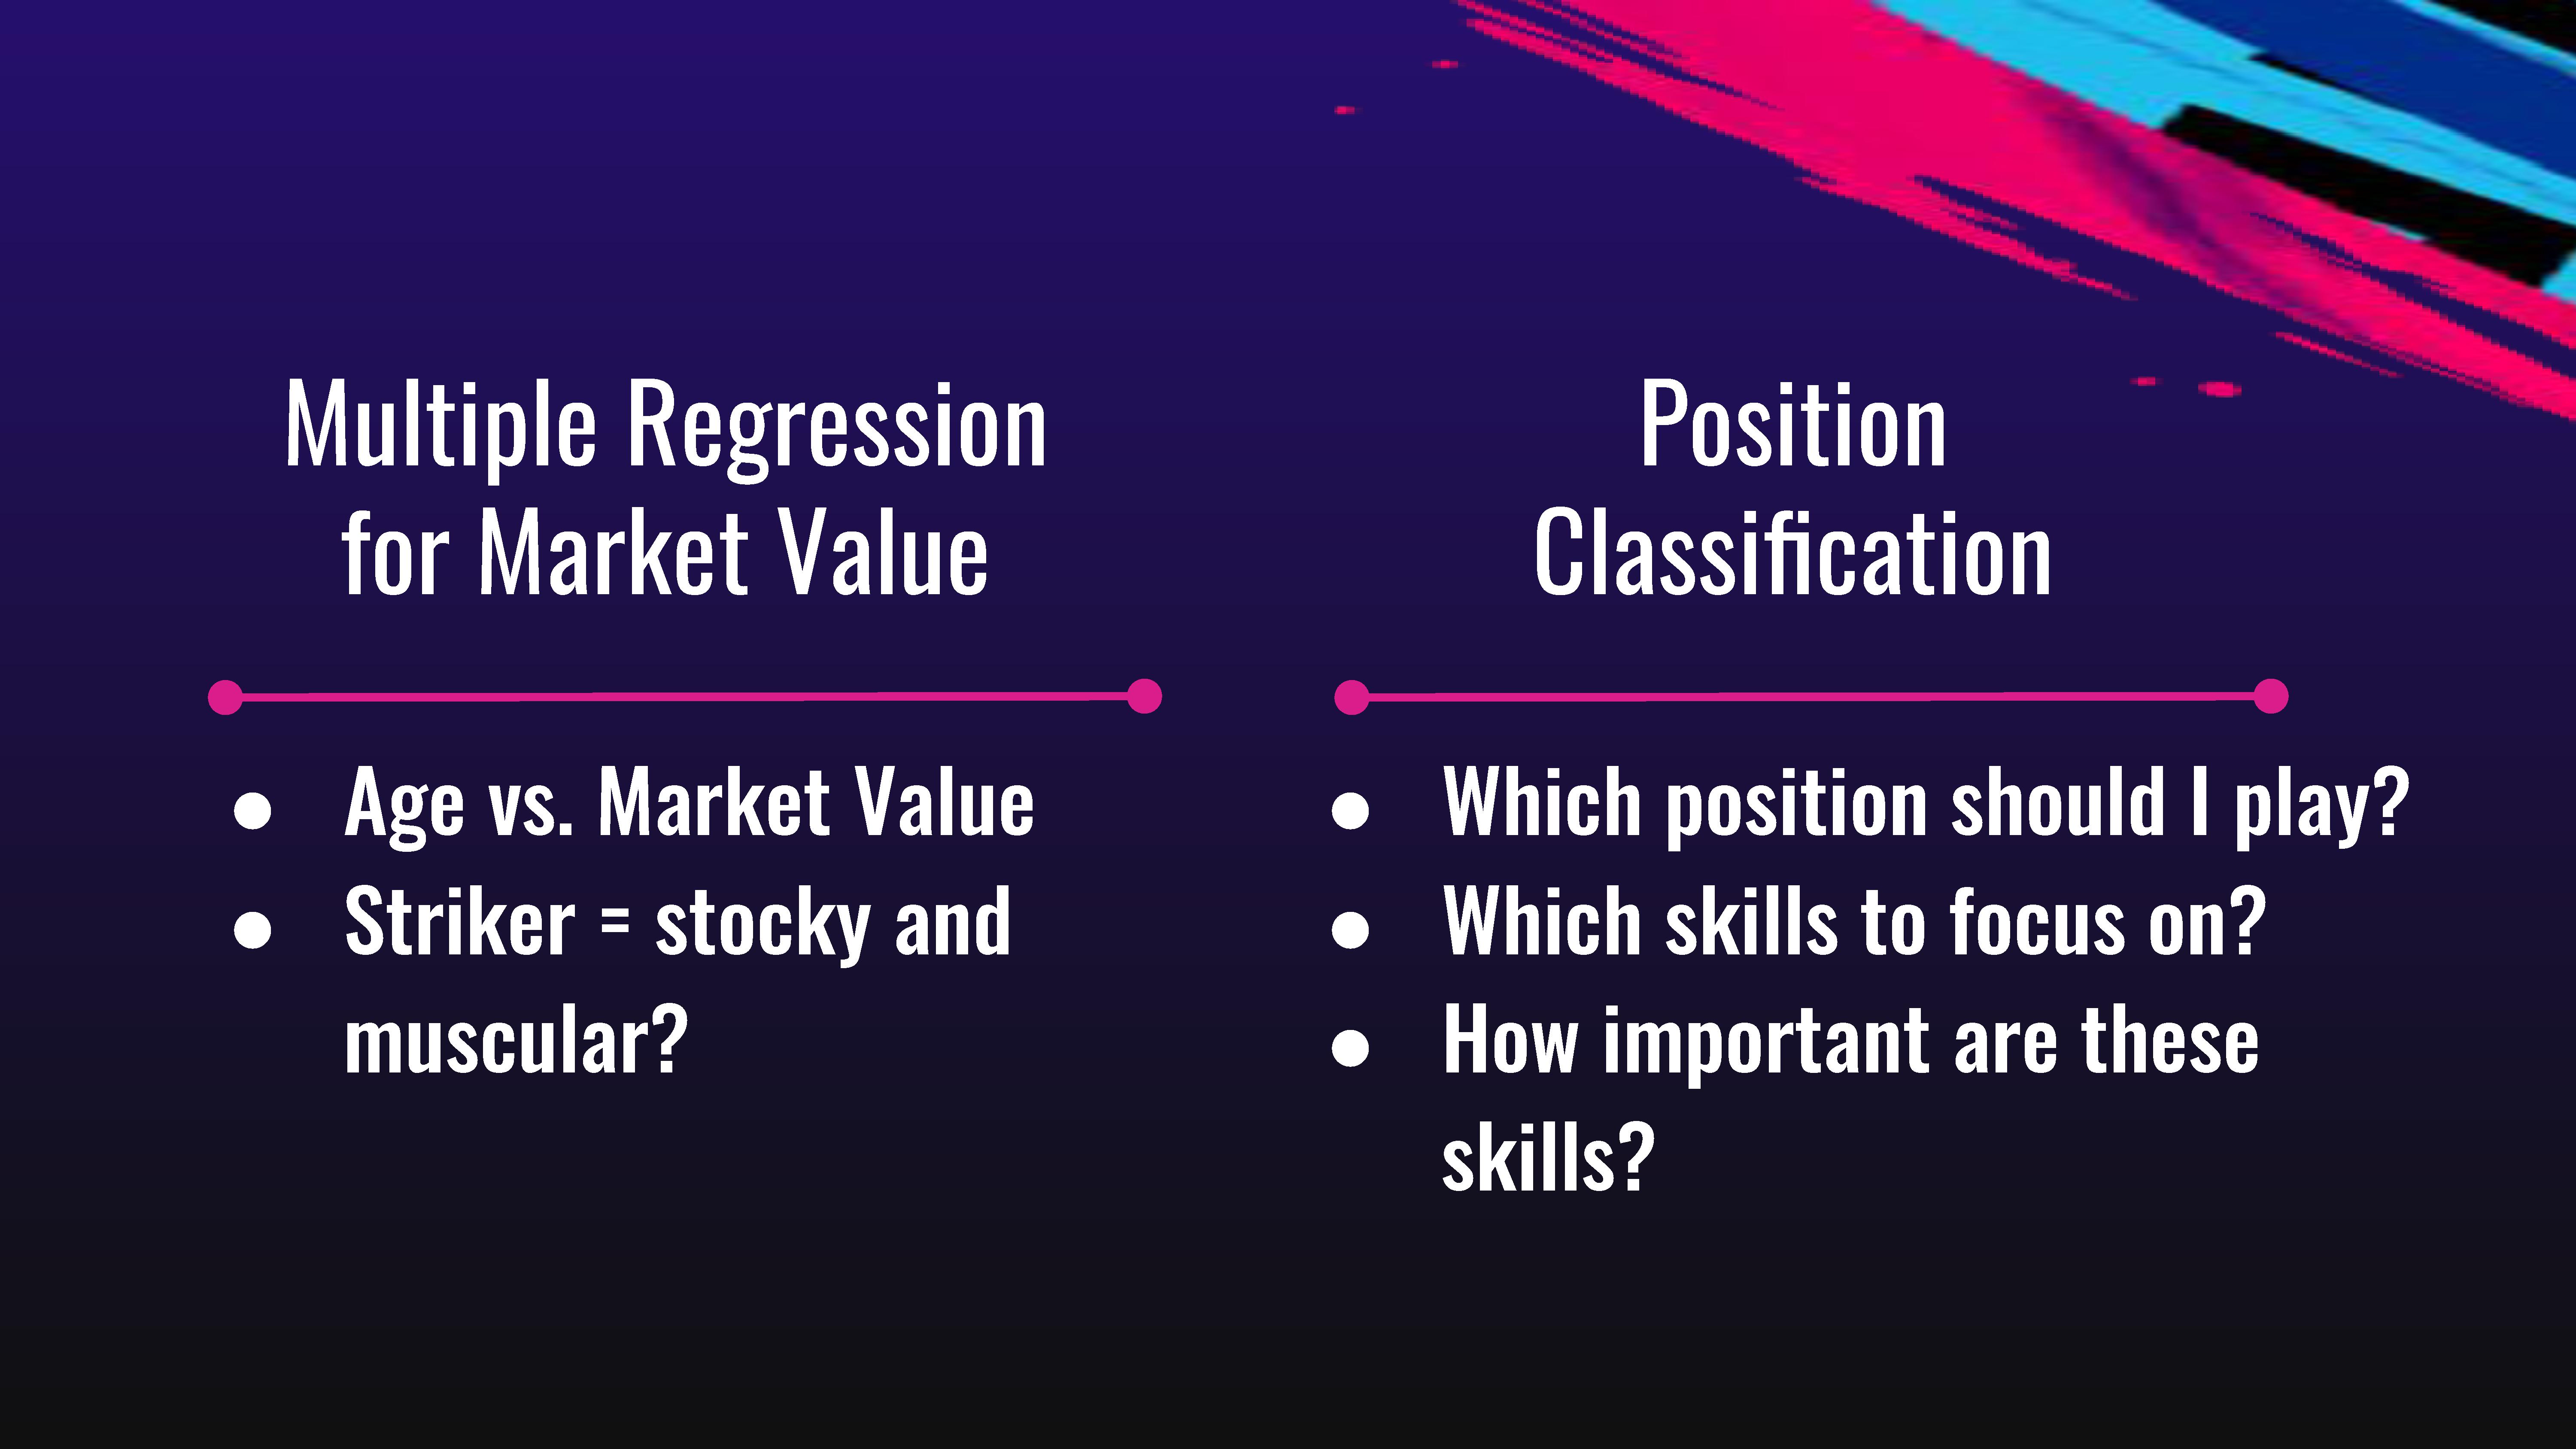 Multiple Regression
for Market Value
● Age vs. Market Value
● Striker = stocky and
muscular?
Position
Classification
● Which position should I play?
● Which skills to focus on?
● How important are these
skills?